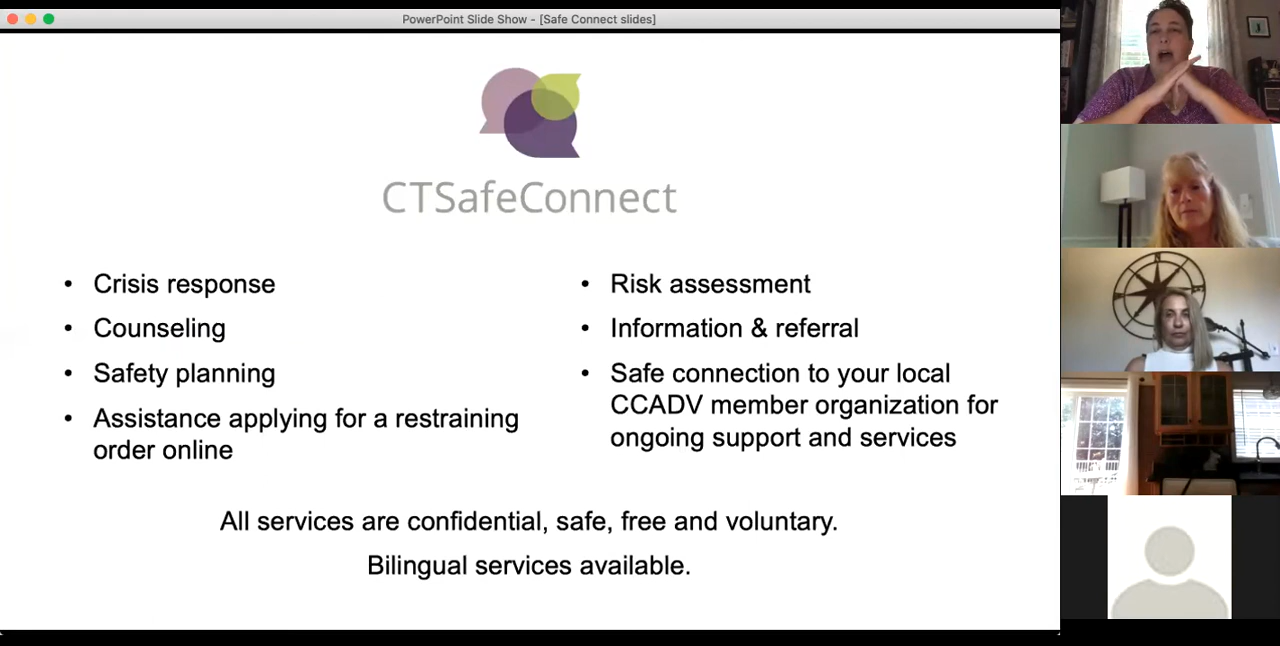 PowerPoint Slide Show - [Safe Connect slides]
CTSafeConnect
• Crisis response
• Counseling
• Safety planning
• Assistance applying for a restraining
order online
• Risk assessment
• Information & referral
• Safe connection to your local
CCADV member organization for
ongoing support and services
All services are confidential, safe, free and voluntary.
Bilingual services available.